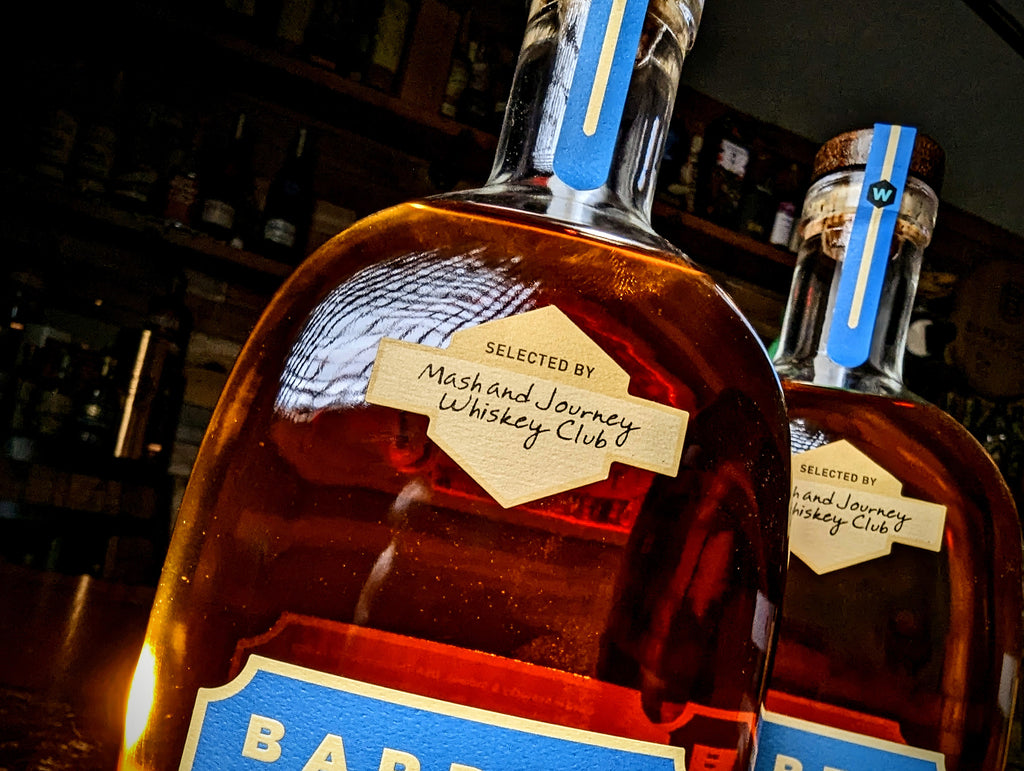 SELECTED BY
Mash and Journey
Whiskey Club
W
SELECTED BY
and Journey
hiskey Club
BAR
B